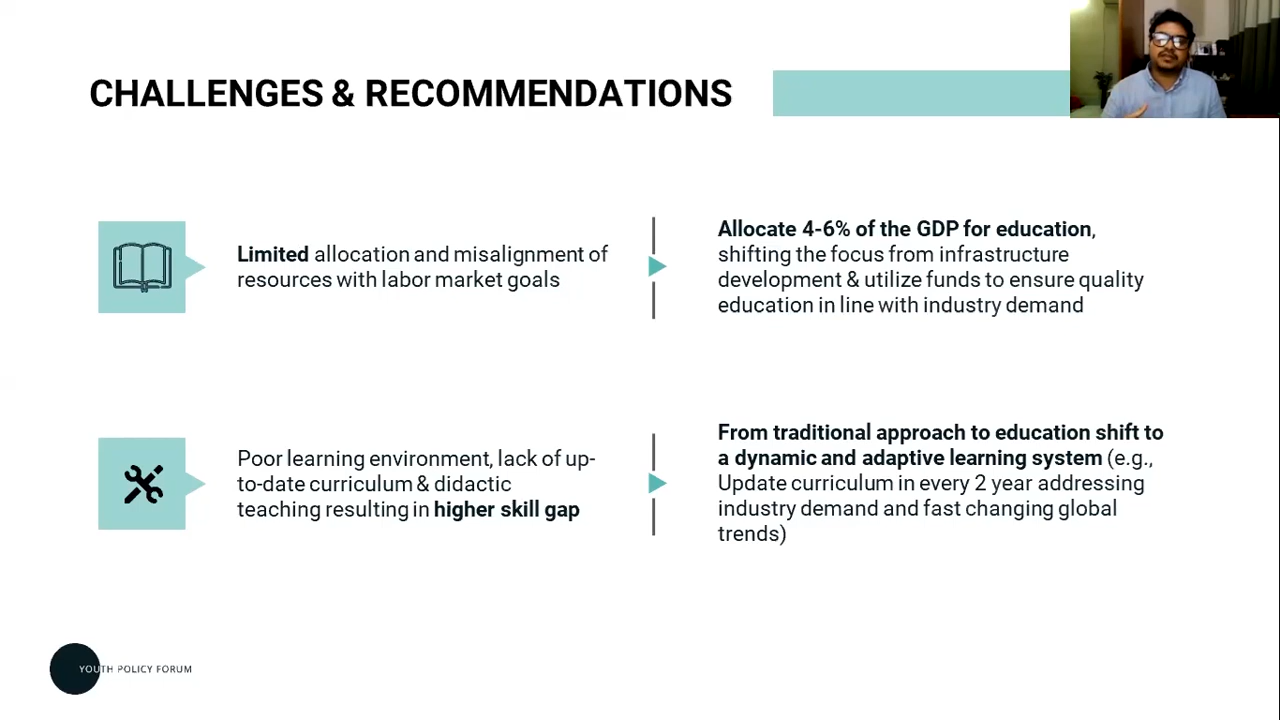 CHALLENGES & RECOMMENDATIONS
Limited allocation and misalignment of
resources with labor market goals
Allocate 4-6% of the GDP for education,
shifting the focus from infrastructure
development & utilize funds to ensure quality
education in line with industry demand
Poor learning environment, lack of up-
to-date curriculum & didactic
teaching resulting in higher skill gap
From traditional approach to education shift to
a dynamic and adaptive learning system (e.g.,
Update curriculum in every 2 year addressing
industry demand and fast changing global
trends)
YOUTH POLICY FORUM